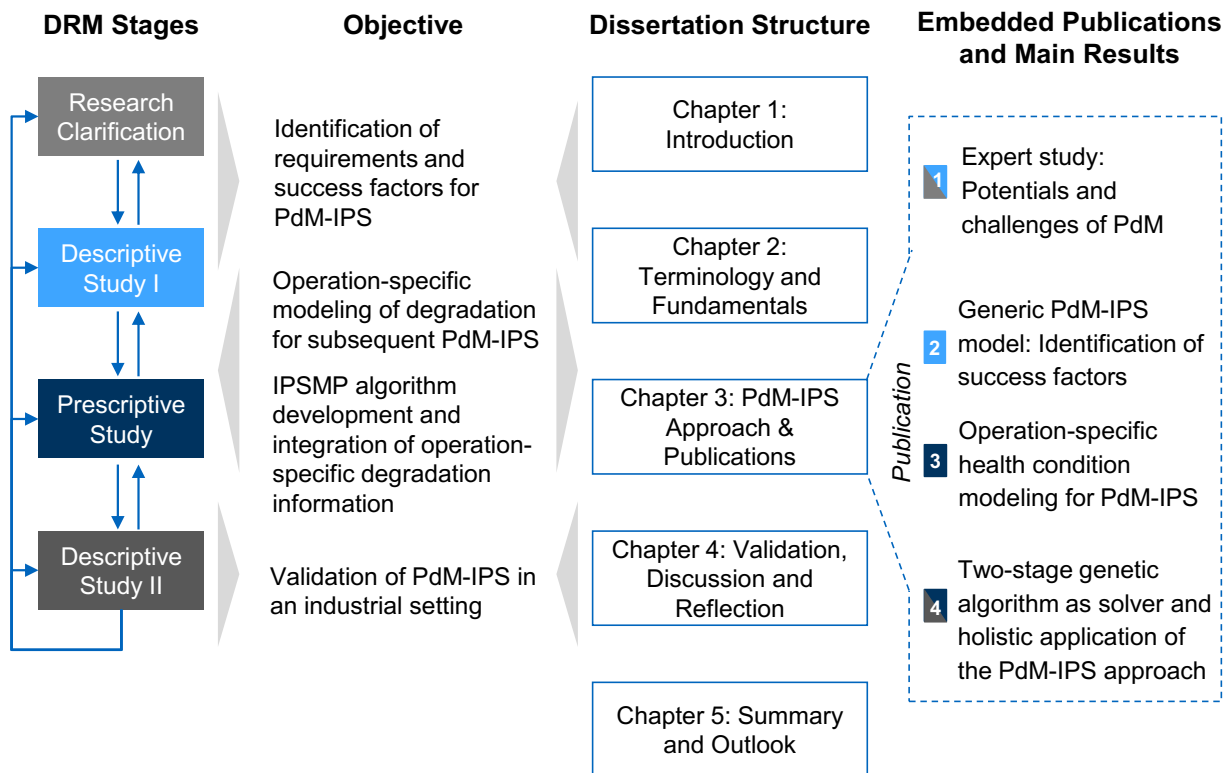 DRM Stages
Objective
Dissertation Structure
Embedded Publications
and Main Results
Research
Clarification
Descriptive
Study I
Prescriptive
Study
Descriptive
Study II
Identification of
requirements and
success factors for
PdM-IPS
Operation-specific
modeling of degradation
for subsequent PdM-IPS
IPSMP algorithm
development and
integration of operation-
specific degradation
information
Validation of PdM-IPS in
an industrial setting
Chapter 1:
Introduction
Chapter 2:
Terminology and
Fundamentals
Chapter 3: PdM-IPS
Approach &
Publications
Chapter 4: Validation,
Discussion and
Reflection
Chapter 5: Summary
and Outlook
Publication
1
Expert study:
Potentials and
challenges of PdM
2
Generic PdM-IPS
model: Identification of
success factors
3
Operation-specific
health condition
modeling for PdM-IPS
4
Two-stage genetic
algorithm as solver and
holistic application of
the PdM-IPS approach